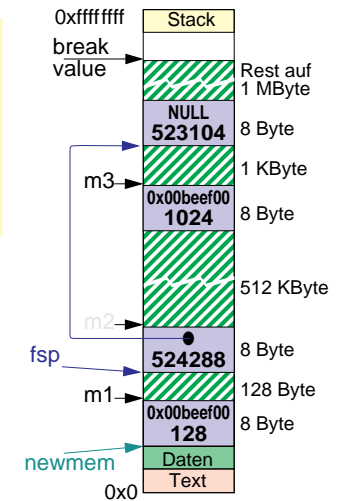 0xffffffff
Stack
break
value
Rest auf
1 MByte
NULL
523104
8 Byte
1 KByte
m3
0x00beef00
1024
8 Byte
512 KByte
m2
524288
8 Byte
fsp
128 Byte
m1
0x00beef00
128
8 Byte
newmem
Daten
Text
0x0